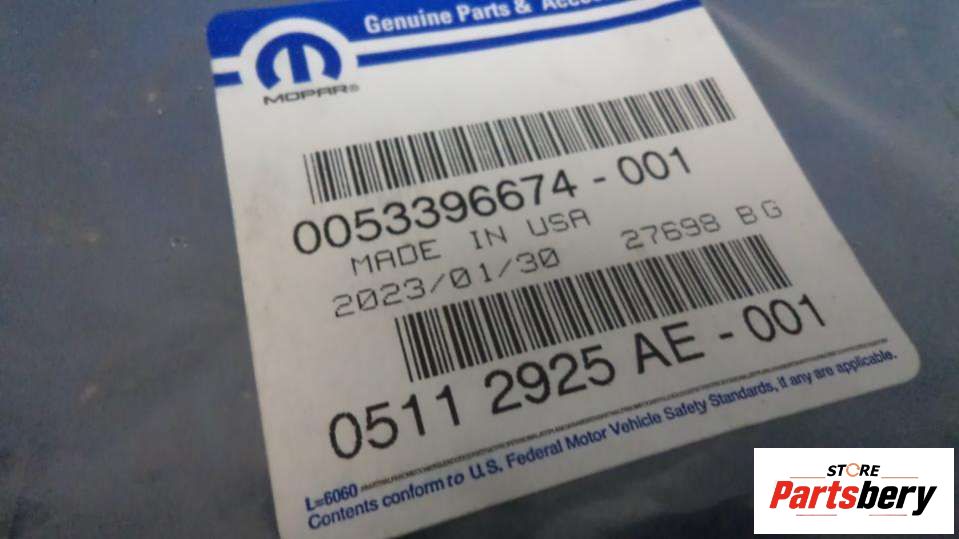 Genuine Parts &
MOPAR®
0053396674-001
MADE IN USA
2023/01/30 27698 BG
0511 2925 AE-001
L=6060
Contents conform to U.S. Federal Motor Vehicle Safety Standards, if any are applicable.
STORE
Partsbery